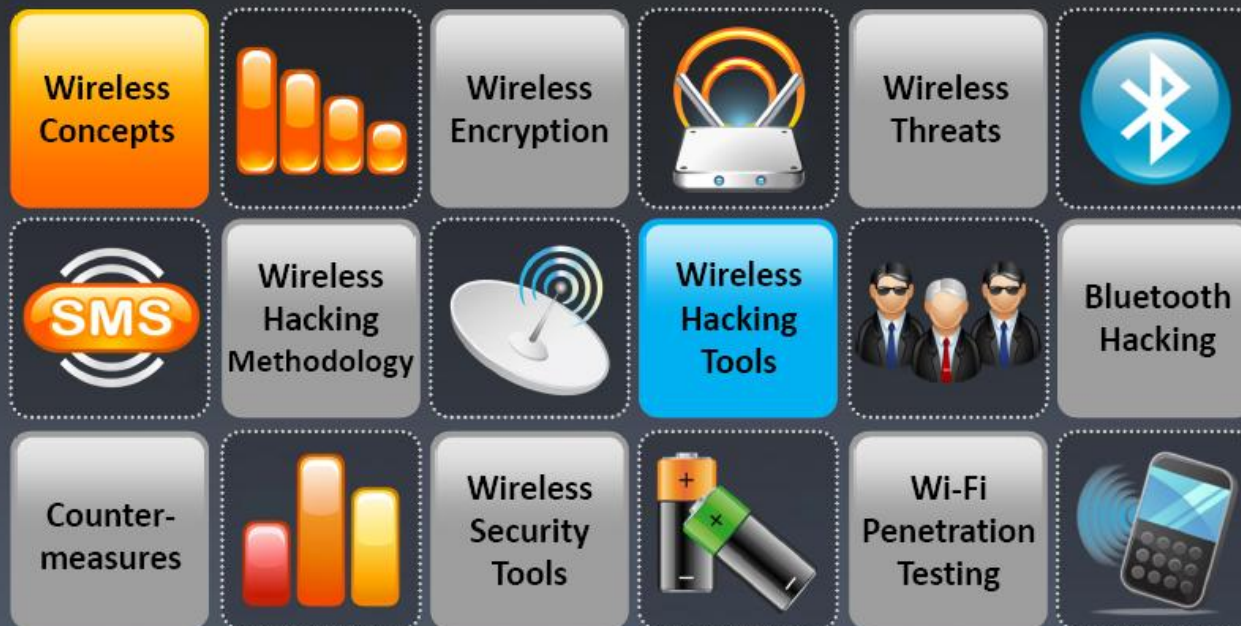 Wireless
Concepts
Wireless
Encryption
Wireless
Threats
SMS
Wireless
Hacking
Methodology
Wireless
Hacking
Tools
Bluetooth
Hacking
Counter-
measures
Wireless
Security
Tools
+
+
−
−
Wi-Fi
Penetration
Testing